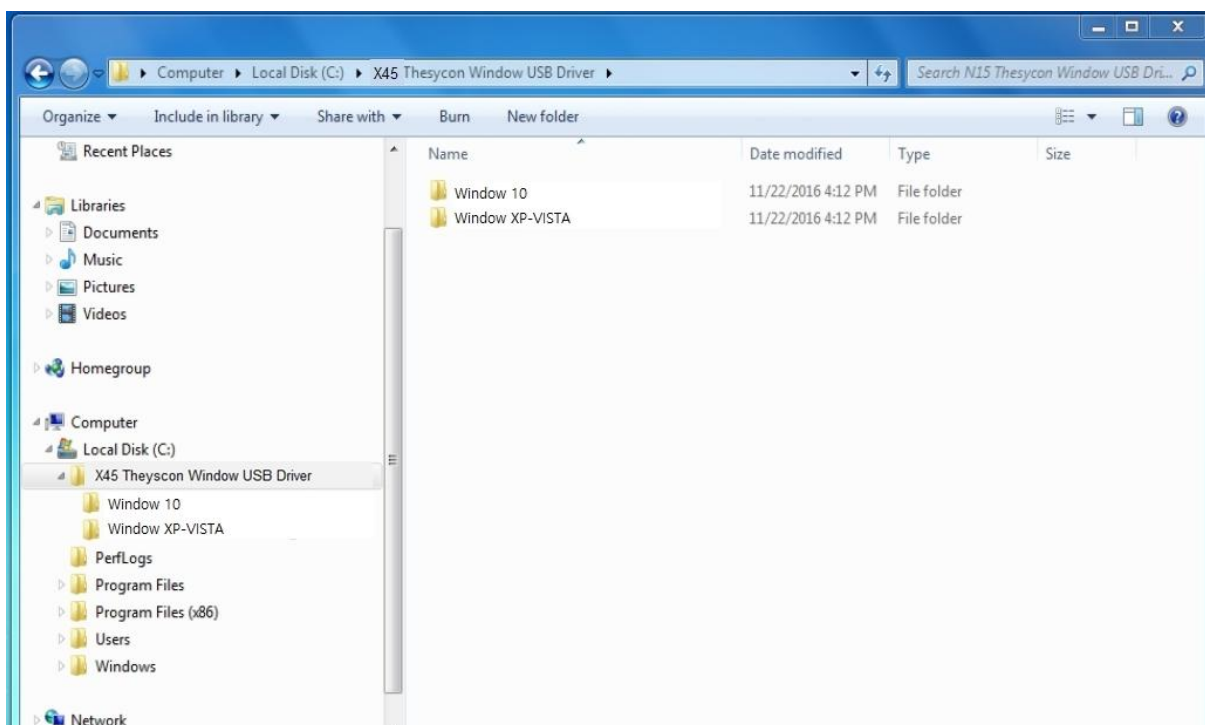 Computer Local Disk (C:) X45 Thesycon Window USB Driver Search N15 Thesycon Window USB Dri...
Organize Include in library Share with Burn New folder
Recent Places
Libraries
Documents
Music
Pictures
Videos
Homegroup
Computer
Local Disk (C:)
X45 Theyscon Window USB Driver
Window 10
Window XP-VISTA
PerfLogs
Program Files
Program Files (x86)
Users
Windows
Network
Name Date modified Type Size
Window 10 11/22/2016 4:12 PM File folder
Window XP-VISTA 11/22/2016 4:12 PM File folder